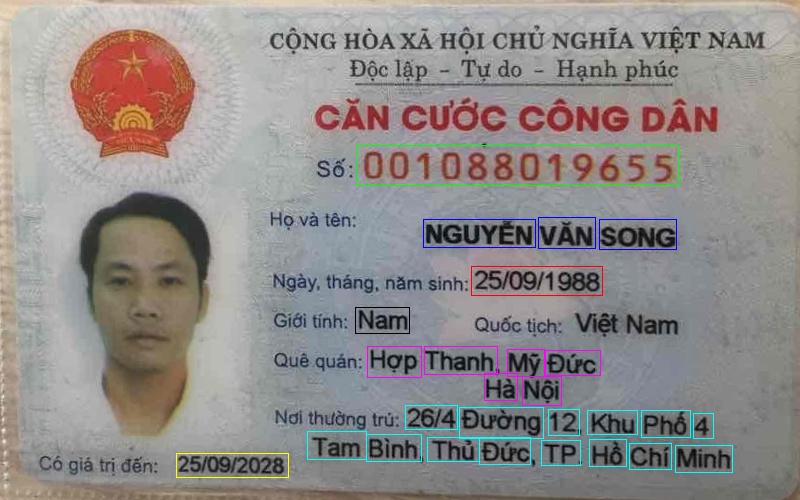 CỘNG HÒA XÃ HỘI CHỦ NGHĨA VIỆT NAM
Độc lập - Tự do - Hạnh phúc
CĂN CƯỚC CÔNG DÂN
Số: 001088019655
Họ và tên:
NGUYỄN VĂN SONG
Ngày, tháng, năm sinh: 25/09/1988
Giới tính: Nam Quốc tịch: Việt Nam
Quê quán: Hợp Thanh, Mỹ Đức
Hà Nội
Nơi thường trú: 26/4 Đường 12, Khu Phố 4
Tam Bình, Thủ Đức, TP. Hồ Chí Minh
Có giá trị đến: 25/09/2028